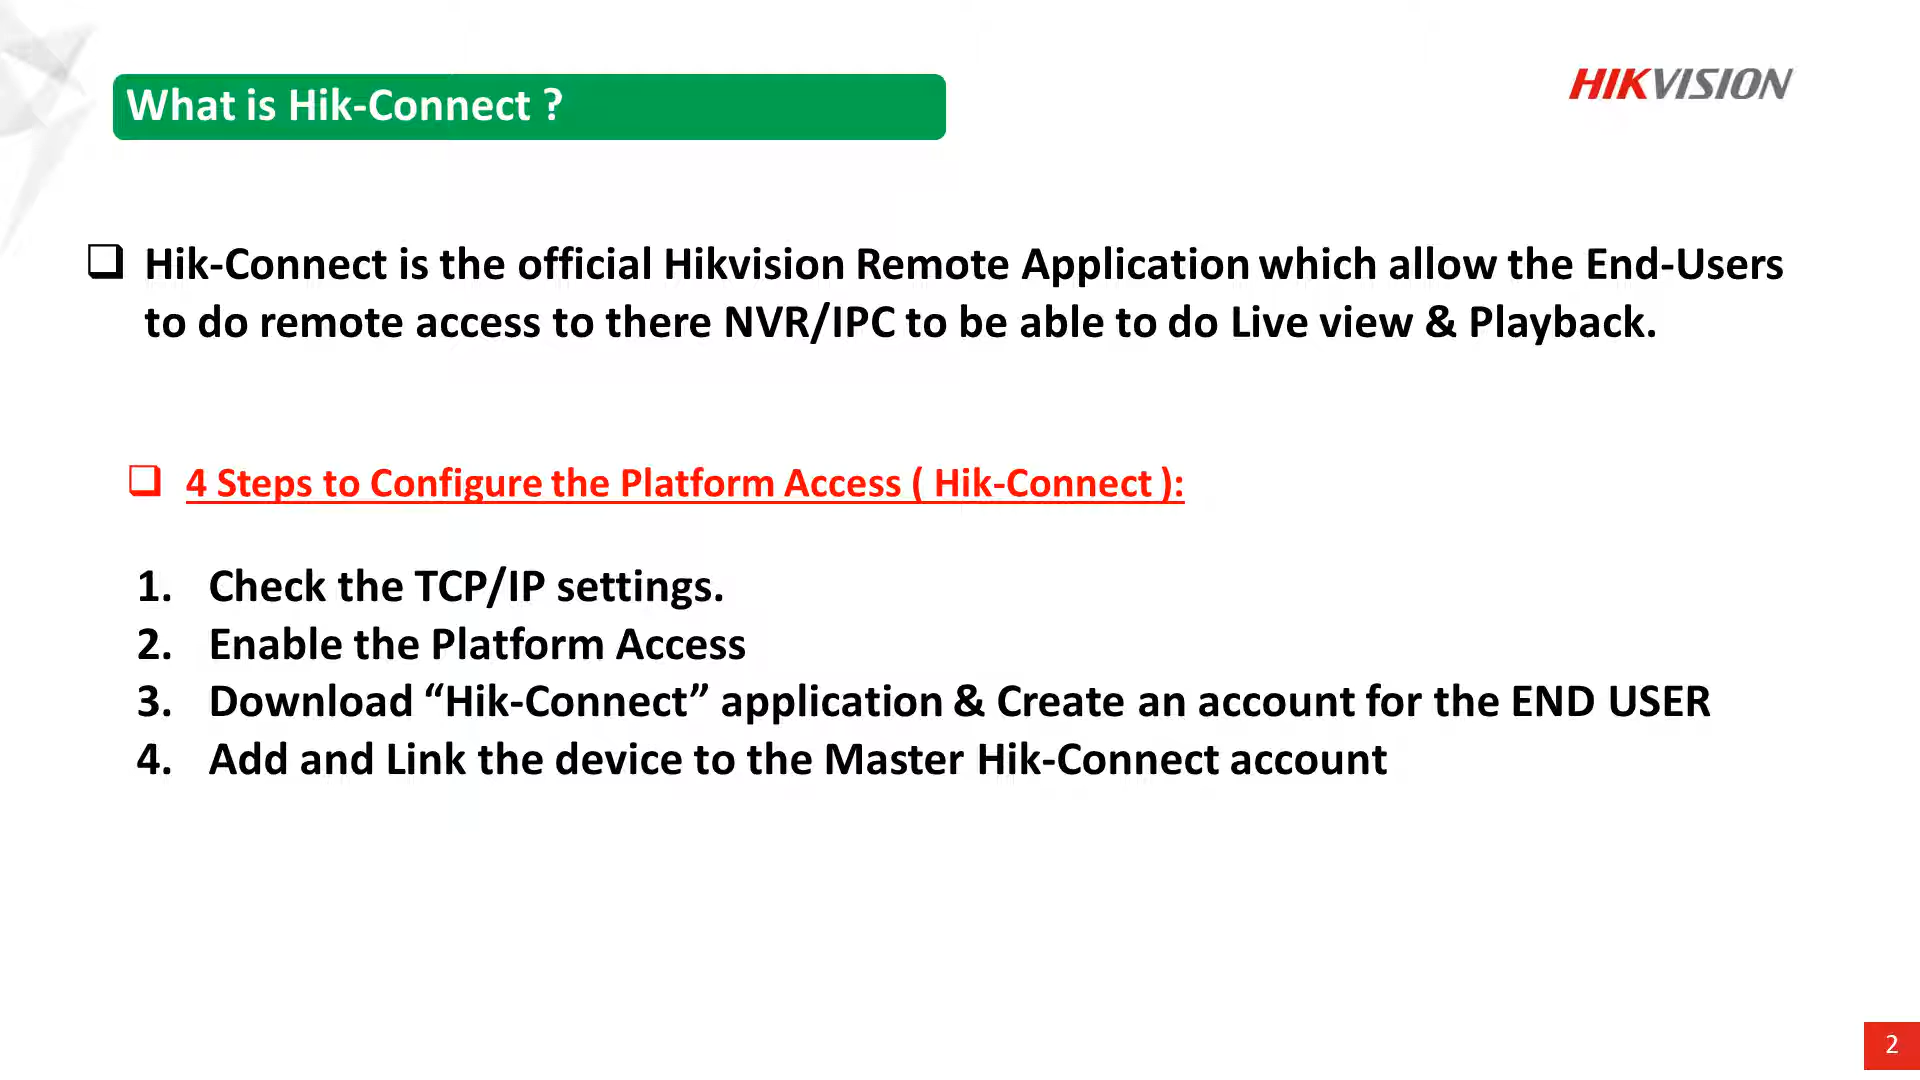 What is Hik-Connect ?
HIKVISION
❑ Hik-Connect is the official Hikvision Remote Application which allow the End-Users
to do remote access to there NVR/IPC to be able to do Live view & Playback.
❑ 4 Steps to Configure the Platform Access ( Hik-Connect ):
1. Check the TCP/IP settings.
2. Enable the Platform Access
3. Download “Hik-Connect” application & Create an account for the END USER
4. Add and Link the device to the Master Hik-Connect account
2